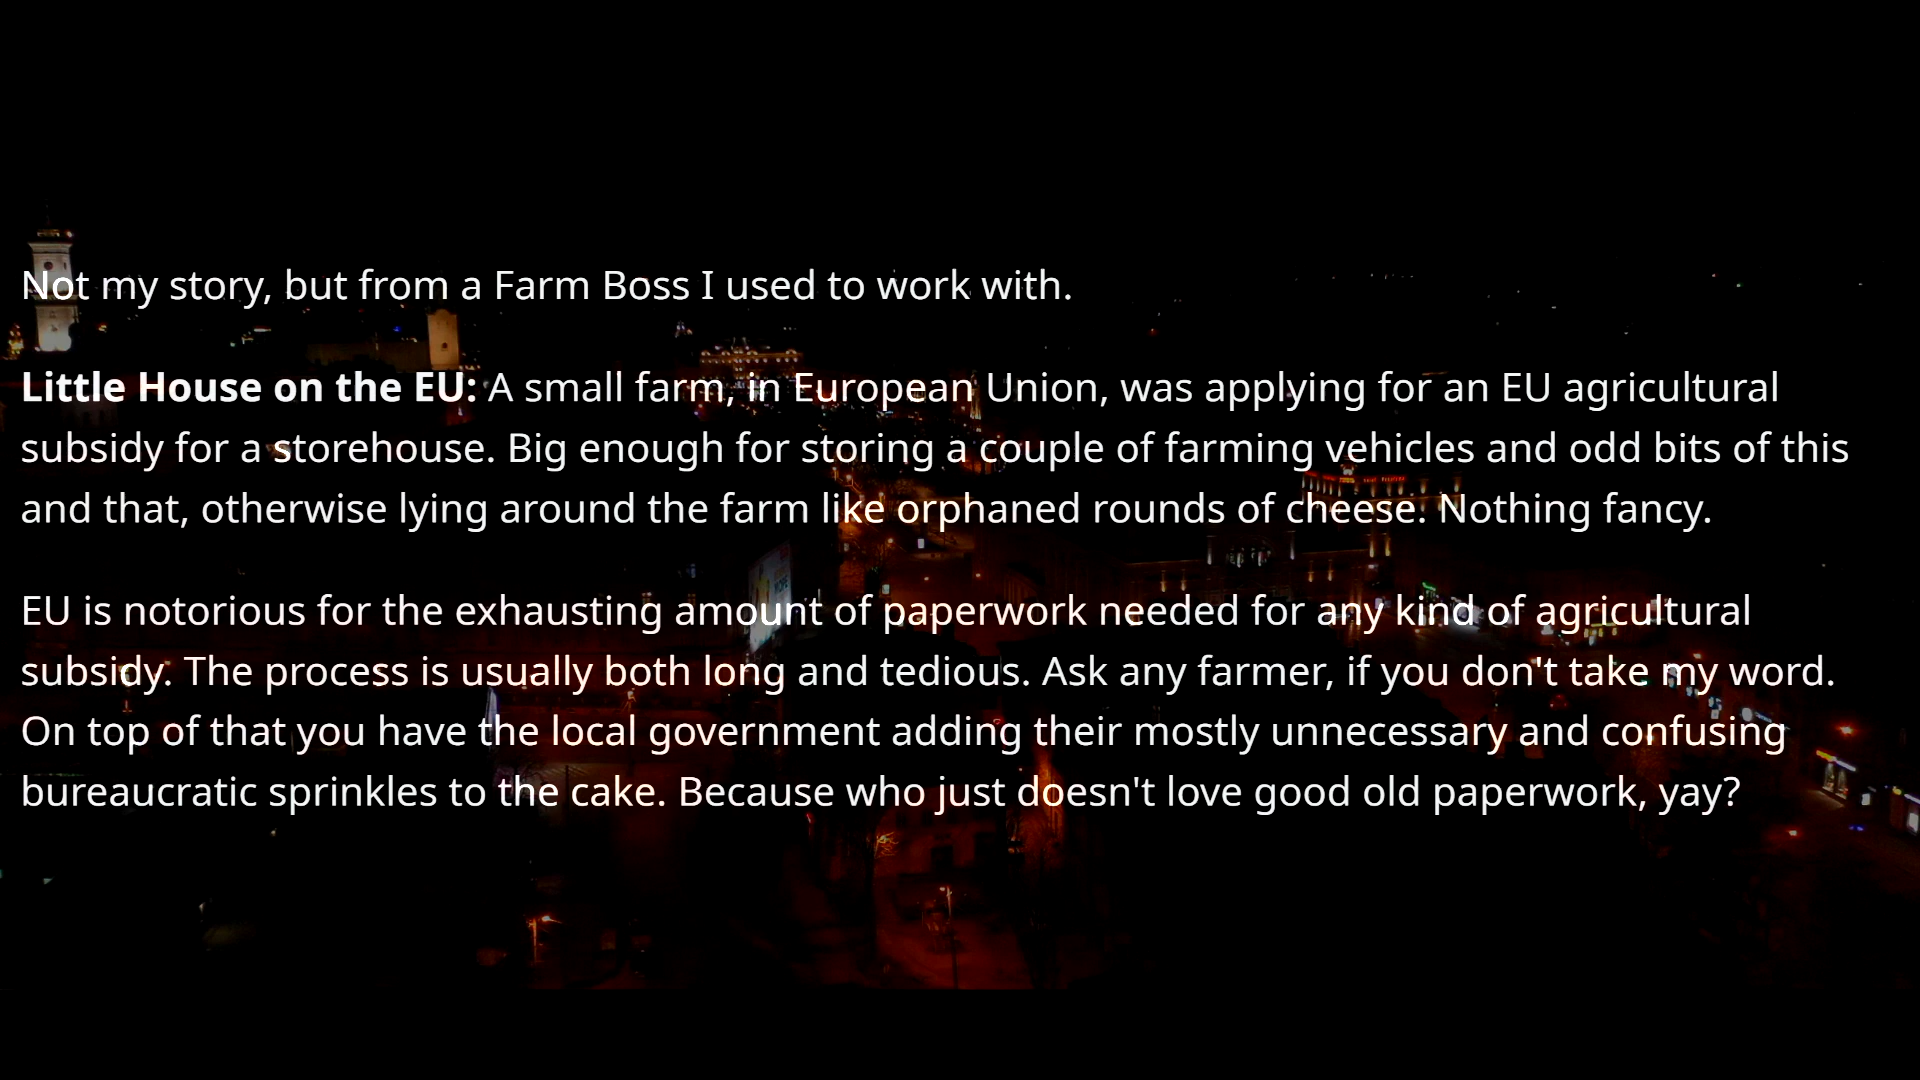 Not my story, but from a Farm Boss I used to work with.
Little House on the EU: A small farm, in European Union, was applying for an EU agricultural
subsidy for a storehouse. Big enough for storing a couple of farming vehicles and odd bits of this
and that, otherwise lying around the farm like orphaned rounds of cheese. Nothing fancy.
EU is notorious for the exhausting amount of paperwork needed for any kind of agricultural
subsidy. The process is usually both long and tedious. Ask any farmer, if you don't take my word.
On top of that you have the local government adding their mostly unnecessary and confusing
bureaucratic sprinkles to the cake. Because who just doesn't love good old paperwork, yay?